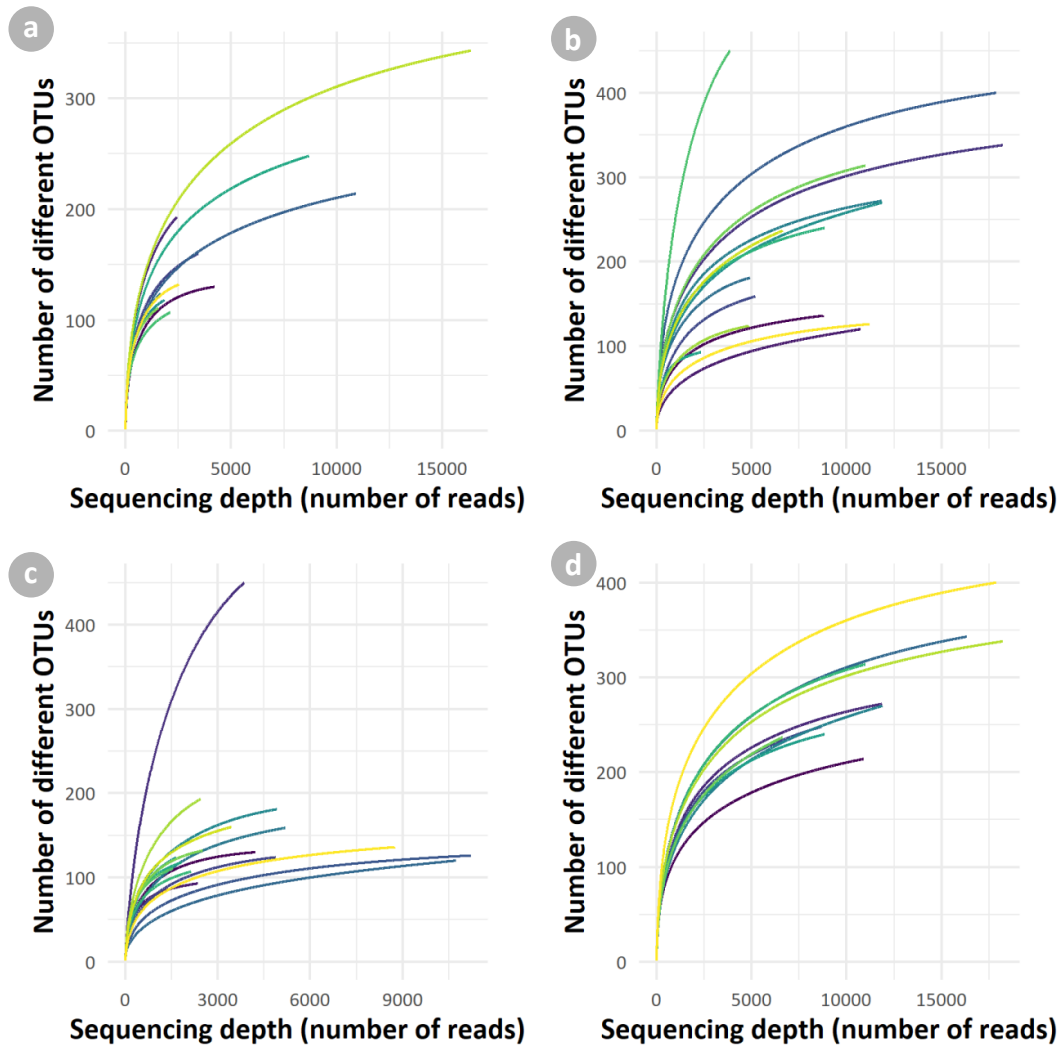 a
Number of different OTUs
300
200
100
0
0 5000 10000 15000
Sequencing depth (number of reads)
b
Number of different OTUs
400
300
200
100
0
0 5000 10000 15000
Sequencing depth (number of reads)
c
Number of different OTUs
400
300
200
100
0
0 3000 6000 9000
Sequencing depth (number of reads)
d
Number of different OTUs
400
300
200
100
0
0 5000 10000 15000
Sequencing depth (number of reads)